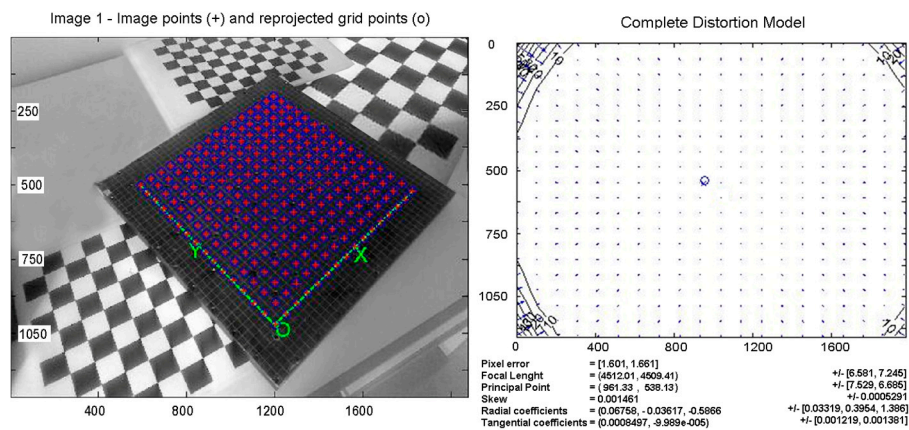 Image 1 - Image points (+) and reprojected grid points (o)
250
500
750
1050
400
800
1200
1600
Y
X
O
Complete Distortion Model
0
250
500
750
1050
400
800
1200
1600
Pixel error = [1.601, 1.661] +/- [6.581, 7.245]
Focal Lenght = (4512.01, 4509.41) +/- [7.529, 6.685]
Principal Point = (961.33 , 538.13) +/- 0.0005291
Skew = 0.001461 +/- [0.03319, 0.3954, 1.386]
Radial coefficients = (0.06758, - 0.03617, -0.5866 +/- [0.001219, 0.001381]
Tangential coefficients = (0.0008497, -9.989e-005)